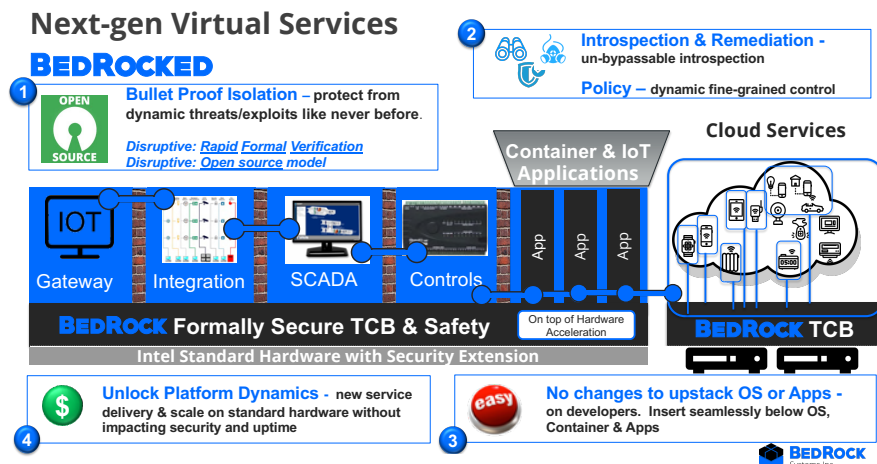 Next-gen Virtual Services
BEDROCKED
1
OPEN
SOURCE
Bullet Proof Isolation – protect from
dynamic threats/exploits like never before.
Disruptive: Rapid Formal Verification
Disruptive: Open source model
2
Introspection & Remediation -
un-bypassable introspection
Policy – dynamic fine-grained control
Container & IoT
Applications
Cloud Services
IOT
Gateway
Integration
SCADA
Controls
App
App
App
05:00
BEDROCK Formally Secure TCB & Safety
On top of Hardware
Acceleration
BEDROCK TCB
Intel Standard Hardware with Security Extension
$
Unlock Platform Dynamics - new service
delivery & scale on standard hardware without
impacting security and uptime
4
easy
No changes to upstack OS or Apps -
on developers. Insert seamlessly below OS,
Container & Apps
3
BEDROCK
Systems Inc